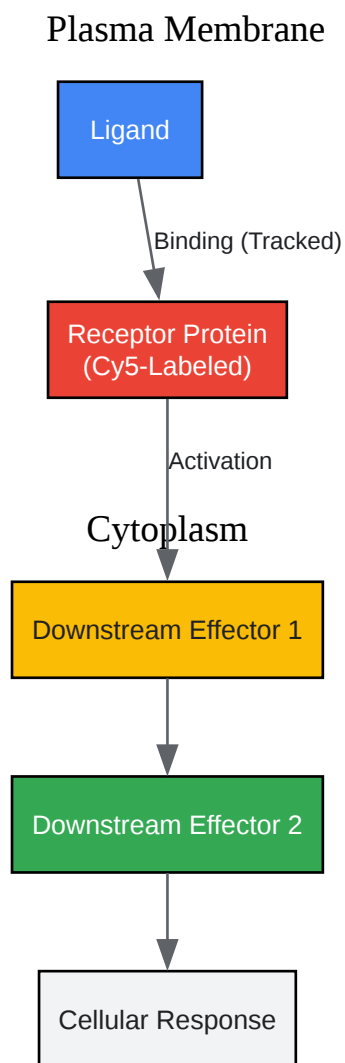 Plasma Membrane
Ligand
Binding (Tracked)
Receptor Protein
(Cy5-Labeled)
Activation
Cytoplasm
Downstream Effector 1
Downstream Effector 2
Cellular Response